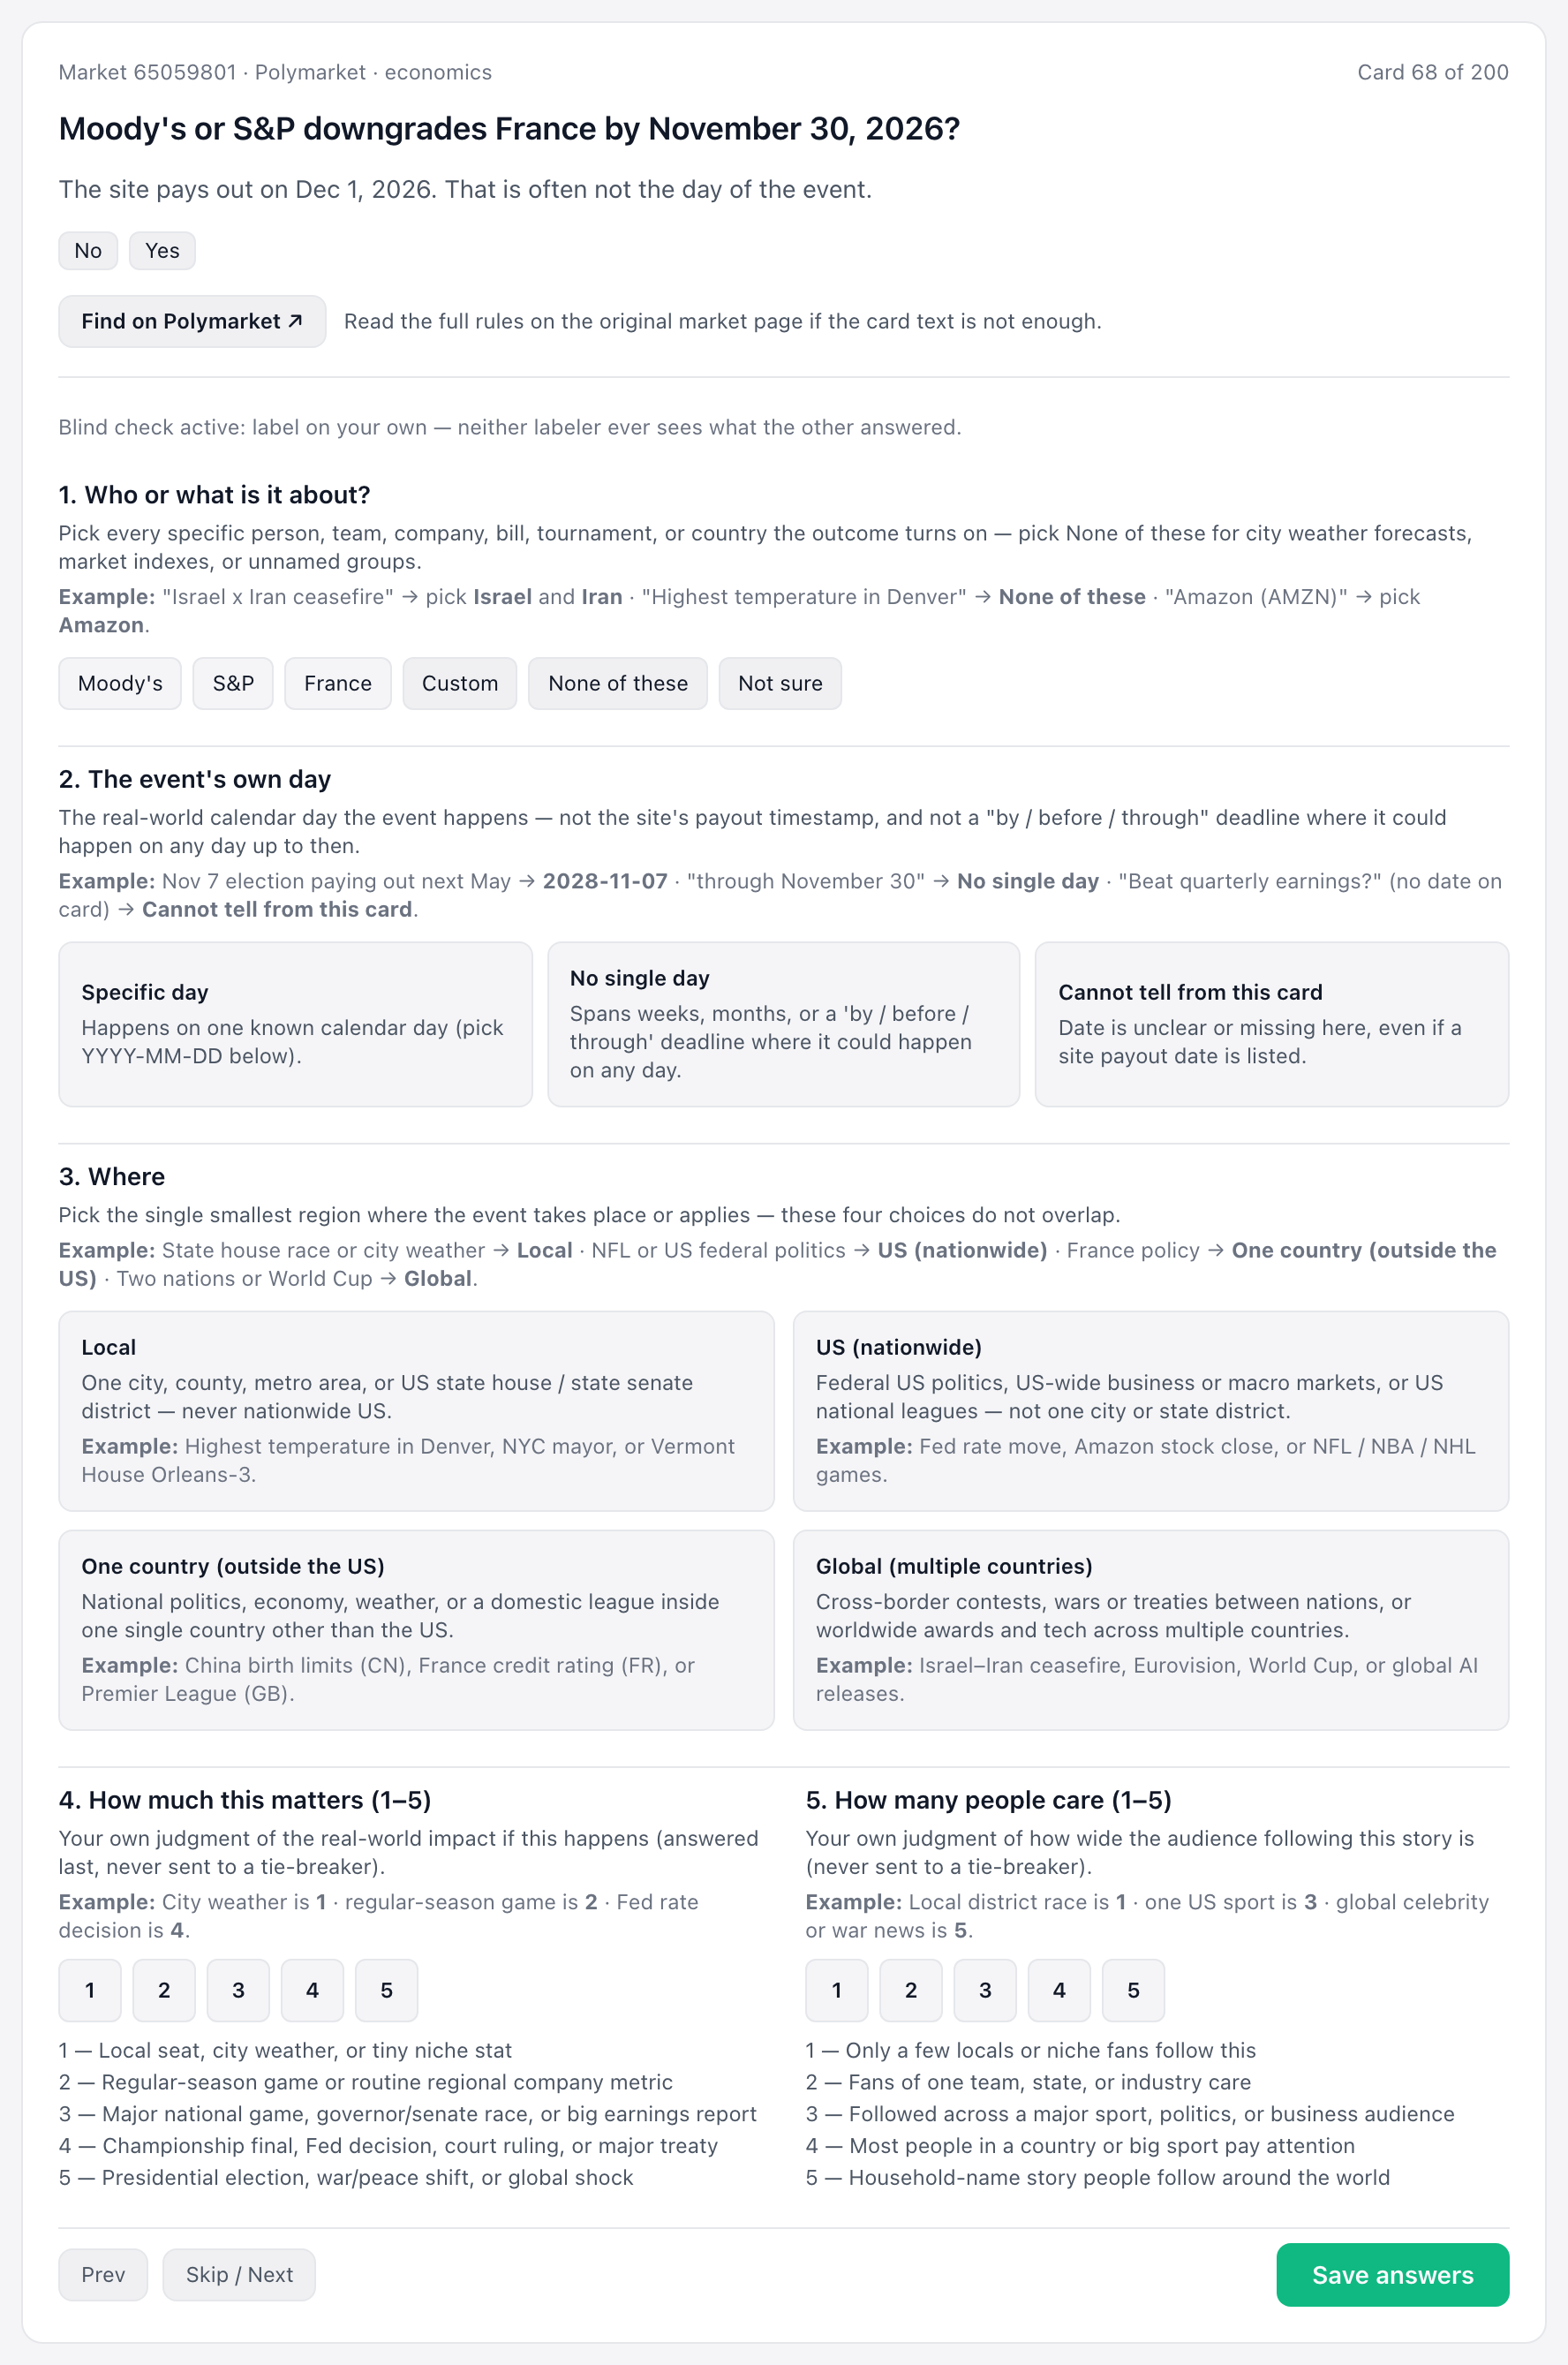 Market 65059801 · Polymarket · economics
Card 68 of 200
Moody's or S&P downgrades France by November 30, 2026?
The site pays out on Dec 1, 2026. That is often not the day of the event.
No
Yes
Find on Polymarket ↗
Read the full rules on the original market page if the card text is not enough.
Blind check active: label on your own — neither labeler ever sees what the other answered.
1. Who or what is it about?
Pick every specific person, team, company, bill, tournament, or country the outcome turns on — pick None of these for city weather forecasts,
market indexes, or unnamed groups.
Example: "Israel x Iran ceasefire" → pick Israel and Iran · "Highest temperature in Denver" → None of these · "Amazon (AMZN)" → pick
Amazon.
Moody's
S&P
France
Custom
None of these
Not sure
2. The event's own day
The real-world calendar day the event happens — not the site's payout timestamp, and not a "by / before / through" deadline where it could
happen on any day up to then.
Example: Nov 7 election paying out next May → 2028-11-07 · "through November 30" → No single day · "Beat quarterly earnings?" (no date on
card) → Cannot tell from this card.
Specific day
Happens on one known calendar day (pick
YYYY-MM-DD below).
No single day
Spans weeks, months, or a 'by / before /
through' deadline where it could happen
on any day.
Cannot tell from this card
Date is unclear or missing here, even if a
site payout date is listed.
3. Where
Pick the single smallest region where the event takes place or applies — these four choices do not overlap.
Example: State house race or city weather → Local · NFL or US federal politics → US (nationwide) · France policy → One country (outside the
US) · Two nations or World Cup → Global.
Local
One city, county, metro area, or US state house / state senate
district — never nationwide US.
Example: Highest temperature in Denver, NYC mayor, or Vermont
House Orleans-3.
US (nationwide)
Federal US politics, US-wide business or macro markets, or US
national leagues — not one city or state district.
Example: Fed rate move, Amazon stock close, or NFL / NBA / NHL
games.
One country (outside the US)
National politics, economy, weather, or a domestic league inside
one single country other than the US.
Example: China birth limits (CN), France credit rating (FR), or
Premier League (GB).
Global (multiple countries)
Cross-border contests, wars or treaties between nations, or
worldwide awards and tech across multiple countries.
Example: Israel–Iran ceasefire, Eurovision, World Cup, or global AI
releases.
4. How much this matters (1–5)
Your own judgment of the real-world impact if this happens (answered
last, never sent to a tie-breaker).
Example: City weather is 1 · regular-season game is 2 · Fed rate
decision is 4.
1
2
3
4
5
1 — Local seat, city weather, or tiny niche stat
2 — Regular-season game or routine regional company metric
3 — Major national game, governor/senate race, or big earnings report
4 — Championship final, Fed decision, court ruling, or major treaty
5 — Presidential election, war/peace shift, or global shock
5. How many people care (1–5)
Your own judgment of how wide the audience following this story is
(never sent to a tie-breaker).
Example: Local district race is 1 · one US sport is 3 · global celebrity
or war news is 5.
1
2
3
4
5
1 — Only a few locals or niche fans follow this
2 — Fans of one team, state, or industry care
3 — Followed across a major sport, politics, or business audience
4 — Most people in a country or big sport pay attention
5 — Household-name story people follow around the world
Prev
Skip / Next
Save answers